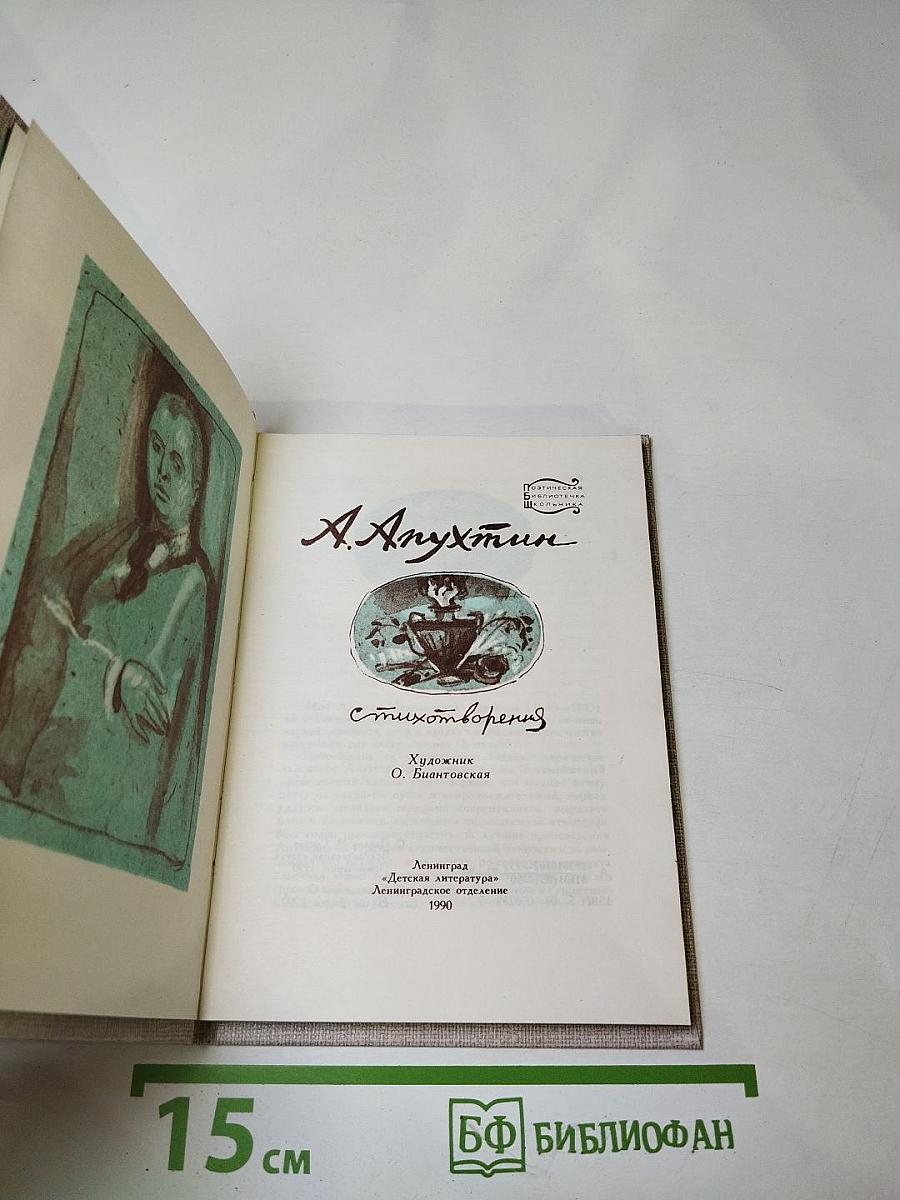 Поэтическая
Библиотечка
Школьника
А. Апухтин
стихотворения
Художник
О. Биантовская
Ленинград
«Детская литература»
Ленинградское отделение
1990
15 см
БФ БИБЛИОФАН